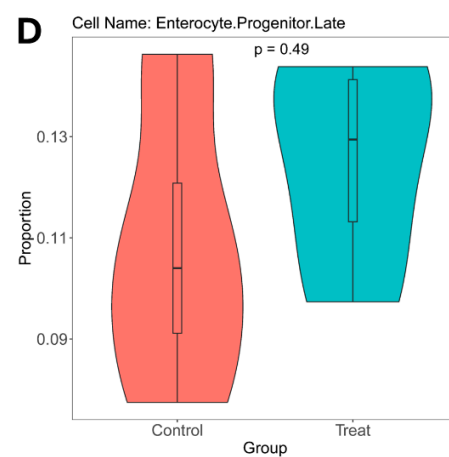 D
Cell Name: Enterocyte.Progenitor.Late
p = 0.49
Proportion
0.13
0.11
0.09
Control Treat
Group